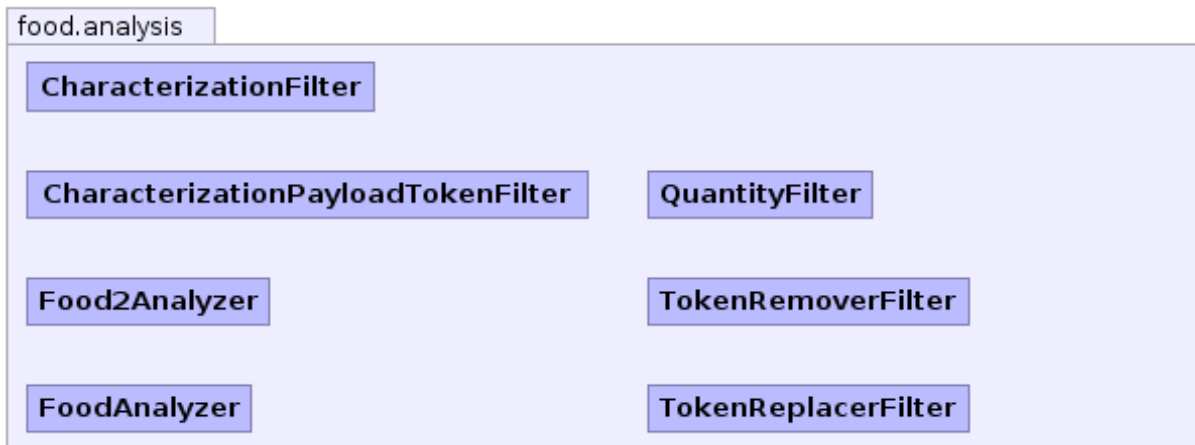 food.analysis
CharacterizationFilter
CharacterizationPayloadTokenFilter
QuantityFilter
Food2Analyzer
TokenRemoverFilter
FoodAnalyzer
TokenReplacerFilter